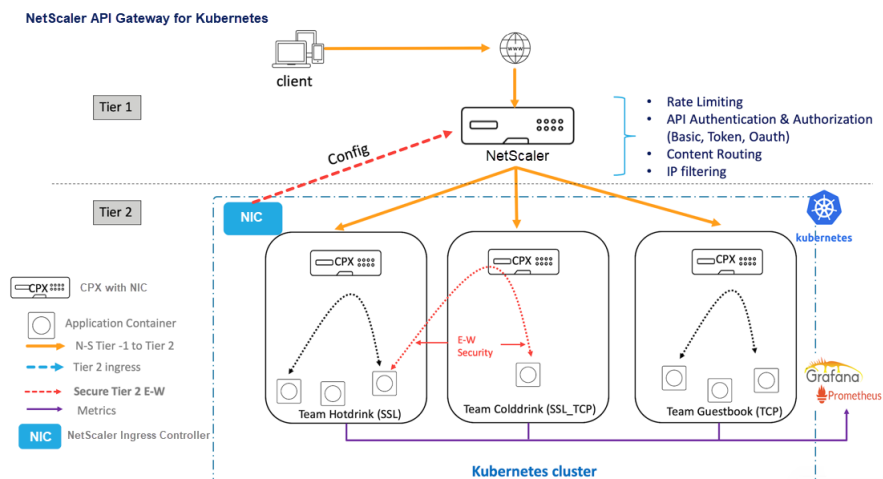 NetScaler API Gateway for Kubernetes
www
client
Tier 1
NetScaler
• Rate Limiting
• API Authentication & Authorization
(Basic, Token, Oauth)
• Content Routing
• IP filtering
Config
Tier 2
NIC
kubernetes
CPX
CPX
CPX
CPX
CPX with NIC
Application Container
N-S Tier -1 to Tier 2
Tier 2 ingress
Secure Tier 2 E-W
Metrics
NIC
NetScaler Ingress Controller
E-W
Security
Team Hotdrink (SSL)
Team Colddrink (SSL_TCP)
Team Guestbook (TCP)
Grafana
Prometheus
Kubernetes cluster